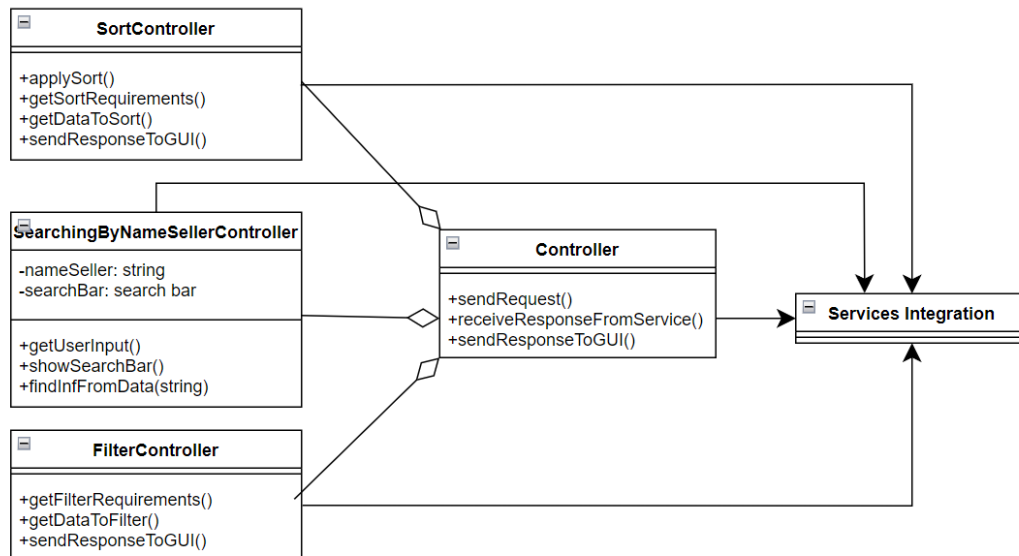 SortController
+applySort()
+getSortRequirements()
+getDataToSort()
+sendResponseToGUI()
SearchingByNameSellerController
-nameSeller: string
-searchBar: search bar
+getUserInput()
+showSearchBar()
+findInfFromData(string)
FilterController
+getFilterRequirements()
+getDataToFilter()
+sendResponseToGUI()
Controller
+sendRequest()
+receiveResponseFromService()
+sendResponseToGUI()
Services Integration